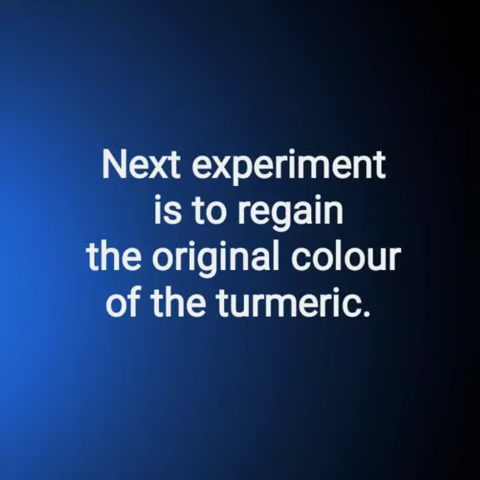 Next experiment
is to regain
the original colour
of the turmeric.